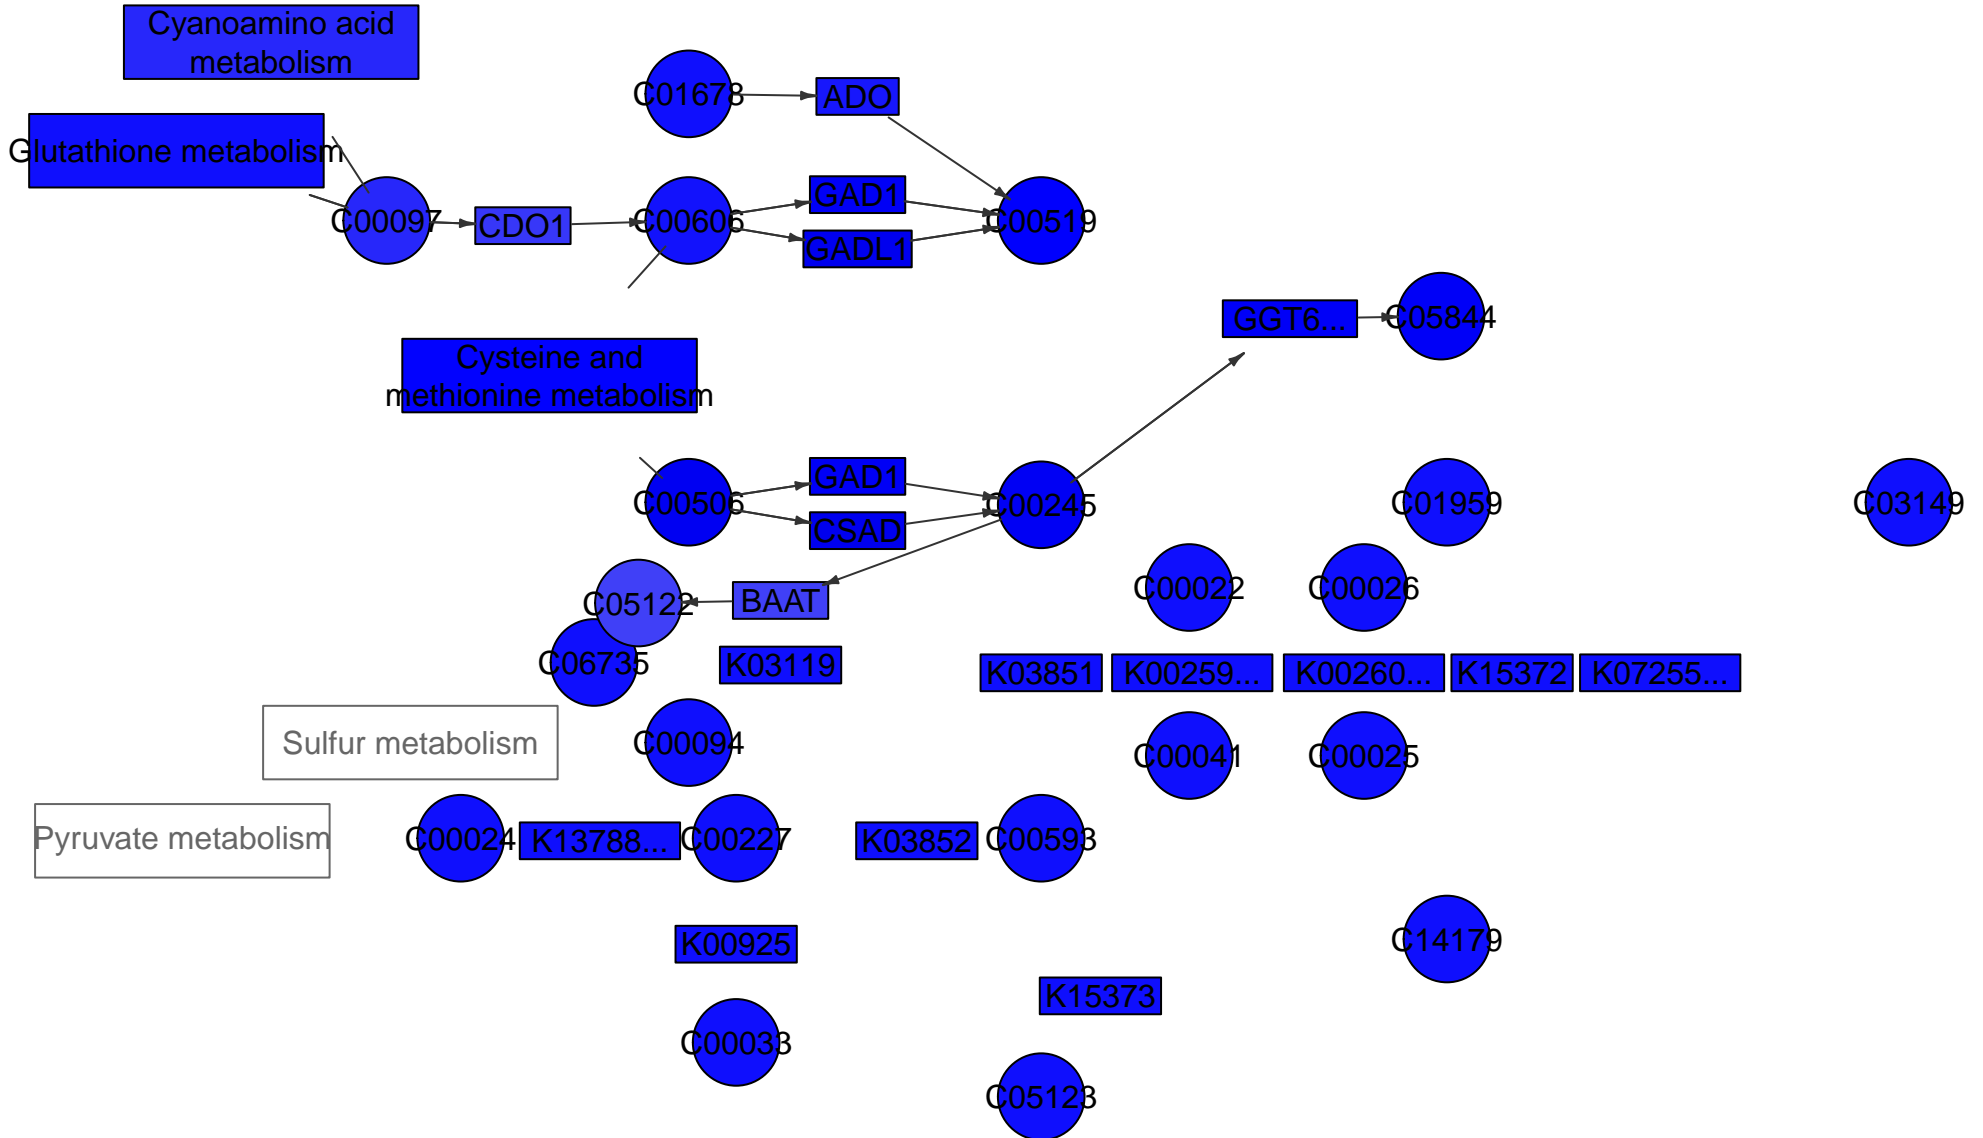 Cyanoamino acid
metabolism
C01678
ADO
Glutathione metabolism
C00097
CDO1
C00606
GAD1
GADL1
C00519
GGT6...
C05844
Cysteine and
methionine metabolism
C00506
GAD1
CSAD
C00245
C01959
C03149
C05122
BAAT
C00022
C00026
C06735
K03119
K03851
K00259...
K00260...
K15372
K07255...
Sulfur metabolism
C00094
C00041
C00025
Pyruvate metabolism
C00024
K13788...
C00227
K03852
C00593
K00925
C14179
K15373
C00033
C05123